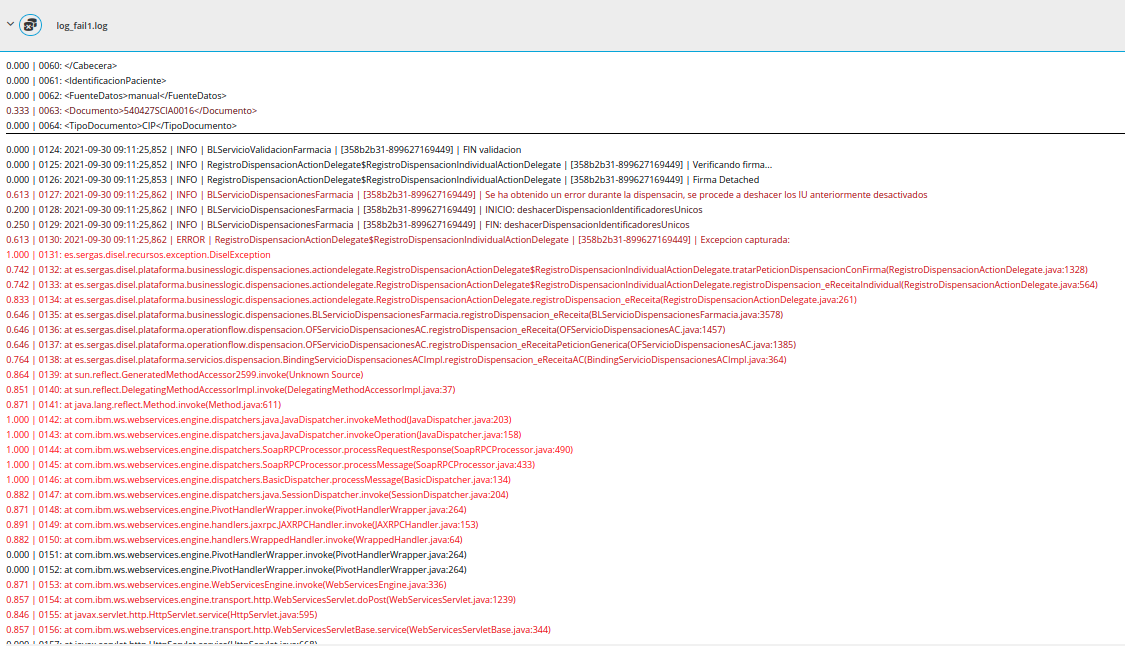 log_fail1.log
0.000 | 0060: </Cabecera>
0.000 | 0061: <IdentificacionPaciente>
0.000 | 0062: <FuenteDatos>manual</FuenteDatos>
0.333 | 0063: <Documento>540427SCIA0016</Documento>
0.000 | 0064: <TipoDocumento>CIP</TipoDocumento>
0.000 | 0124: 2021-09-30 09:11:25,852 | INFO | BLServicioValidacionFarmacia | [358b2b31-899627169449] | FIN validacion
0.000 | 0125: 2021-09-30 09:11:25,852 | INFO | RegistroDispensacionActionDelegate$RegistroDispensacionIndividualActionDelegate | [358b2b31-899627169449] | Verificando firma...
0.000 | 0126: 2021-09-30 09:11:25,853 | INFO | RegistroDispensacionActionDelegate$RegistroDispensacionIndividualActionDelegate | [358b2b31-899627169449] | Firma Detached
0.613 | 0127: 2021-09-30 09:11:25,862 | INFO | BLServicioDispensacionesFarmacia | [358b2b31-899627169449] | Se ha obtenido un error durante la dispensacin, se procede a deshacer los IU anteriormente desactivados
0.200 | 0128: 2021-09-30 09:11:25,862 | INFO | BLServicioDispensacionesFarmacia | [358b2b31-899627169449] | INICIO: deshacerDispensacionIdentificadoresUnicos
0.250 | 0129: 2021-09-30 09:11:25,862 | INFO | BLServicioDispensacionesFarmacia | [358b2b31-899627169449] | FIN: deshacerDispensacionIdentificadoresUnicos
0.613 | 0130: 2021-09-30 09:11:25,862 | ERROR | RegistroDispensacionActionDelegate$RegistroDispensacionIndividualActionDelegate | [358b2b31-899627169449] | Excepcion capturada:
1.000 | 0131: es.sergas.disel.recursos.exception.DiselException
0.742 | 0132: at es.sergas.disel.plataforma.businesslogic.dispensaciones.actiondelegate.RegistroDispensacionActionDelegate$RegistroDispensacionIndividualActionDelegate.tratarPeticionDispensacionConFirma(RegistroDispensacionActionDelegate.java:1328)
0.742 | 0133: at es.sergas.disel.plataforma.businesslogic.dispensaciones.actiondelegate.RegistroDispensacionActionDelegate$RegistroDispensacionIndividualActionDelegate.registrodispensacion_eReceitaIndividual(RegistroDispensacionActionDelegate.java:564)
0.833 | 0134: at es.sergas.disel.plataforma.businesslogic.dispensaciones.actiondelegate.RegistroDispensacionActionDelegate.registrodispensacion_eReceita(RegistroDispensacionActionDelegate.java:261)
0.646 | 0135: at es.sergas.disel.plataforma.businesslogic.dispensaciones.BLServicioDispensacionesFarmacia.registroDispensacion_eReceita(BLServicioDispensacionesFarmacia.java:3578)
0.646 | 0136: at es.sergas.disel.plataforma.operationflow.dispensacion.OFServicioDispensacionesAC.registroDispensacion_eReceita(OFServicioDispensacionesAC.java:1457)
0.646 | 0137: at es.sergas.disel.plataforma.operationflow.dispensacion.OFServicioDispensacionesAC.registroDispensacion_eReceitaPeticionGenerica(OFServicioDispensacionesAC.java:1385)
0.764 | 0138: at es.sergas.disel.plataforma.servicios.dispensacion.BindingServicioDispensacionesACImpl.registroDispensacion_eReceitaAC(BindingServicioDispensacionesACImpl.java:364)
0.864 | 0139: at sun.reflect.GeneratedMethodAccessor2599.invoke(Unknown Source)
0.851 | 0140: at sun.reflect.DelegatingMethodAccessorImpl.invoke(DelegatingMethodAccessorImpl.java:37)
0.871 | 0141: at java.lang.reflect.Method.invoke(Method.java:611)
1.000 | 0142: at com.ibm.ws.webservices.engine.dispatchers.java.JavaDispatcher.invokeMethod(JavaDispatcher.java:203)
1.000 | 0143: at com.ibm.ws.webservices.engine.dispatchers.java.JavaDispatcher.invokeOperation(JavaDispatcher.java:158)
1.000 | 0144: at com.ibm.ws.webservices.engine.dispatchers.SoapRPCProcessor.processRequestResponse(SoapRPCProcessor.java:490)
1.000 | 0145: at com.ibm.ws.webservices.engine.dispatchers.SoapRPCProcessor.processMessage(SoapRPCProcessor.java:433)
1.000 | 0146: at com.ibm.ws.webservices.engine.dispatchers.BasicDispatcher.processMessage(BasicDispatcher.java:134)
0.882 | 0147: at com.ibm.ws.webservices.engine.dispatchers.java.SessionDispatcher.invoke(SessionDispatcher.java:204)
0.871 | 0148: at com.ibm.ws.webservices.engine.PivotHandlerWrapper.invoke(PivotHandlerWrapper.java:264)
0.891 | 0149: at com.ibm.ws.webservices.engine.handlers.jaxrpc.JAXRPCHandler.invoke(JAXRPCHandler.java:153)
0.882 | 0150: at com.ibm.ws.webservices.engine.handlers.WrappedHandler.invoke(WrappedHandler.java:64)
0.000 | 0151: at com.ibm.ws.webservices.engine.PivotHandlerWrapper.invoke(PivotHandlerWrapper.java:264)
0.000 | 0152: at com.ibm.ws.webservices.engine.PivotHandlerWrapper.invoke(PivotHandlerWrapper.java:264)
0.871 | 0153: at com.ibm.ws.webservices.engine.WebServicesEngine.invoke(WebServicesEngine.java:336)
0.857 | 0154: at com.ibm.ws.webservices.engine.transport.http.WebServicesServlet.doPost(WebServicesServlet.java:1239)
0.846 | 0155: at javax.servlet.http.HttpServlet.service(HttpServlet.java:595)
0.857 | 0156: at com.ibm.ws.webservices.engine.transport.http.WebServicesServletBase.service(WebServicesServletBase.java:344)